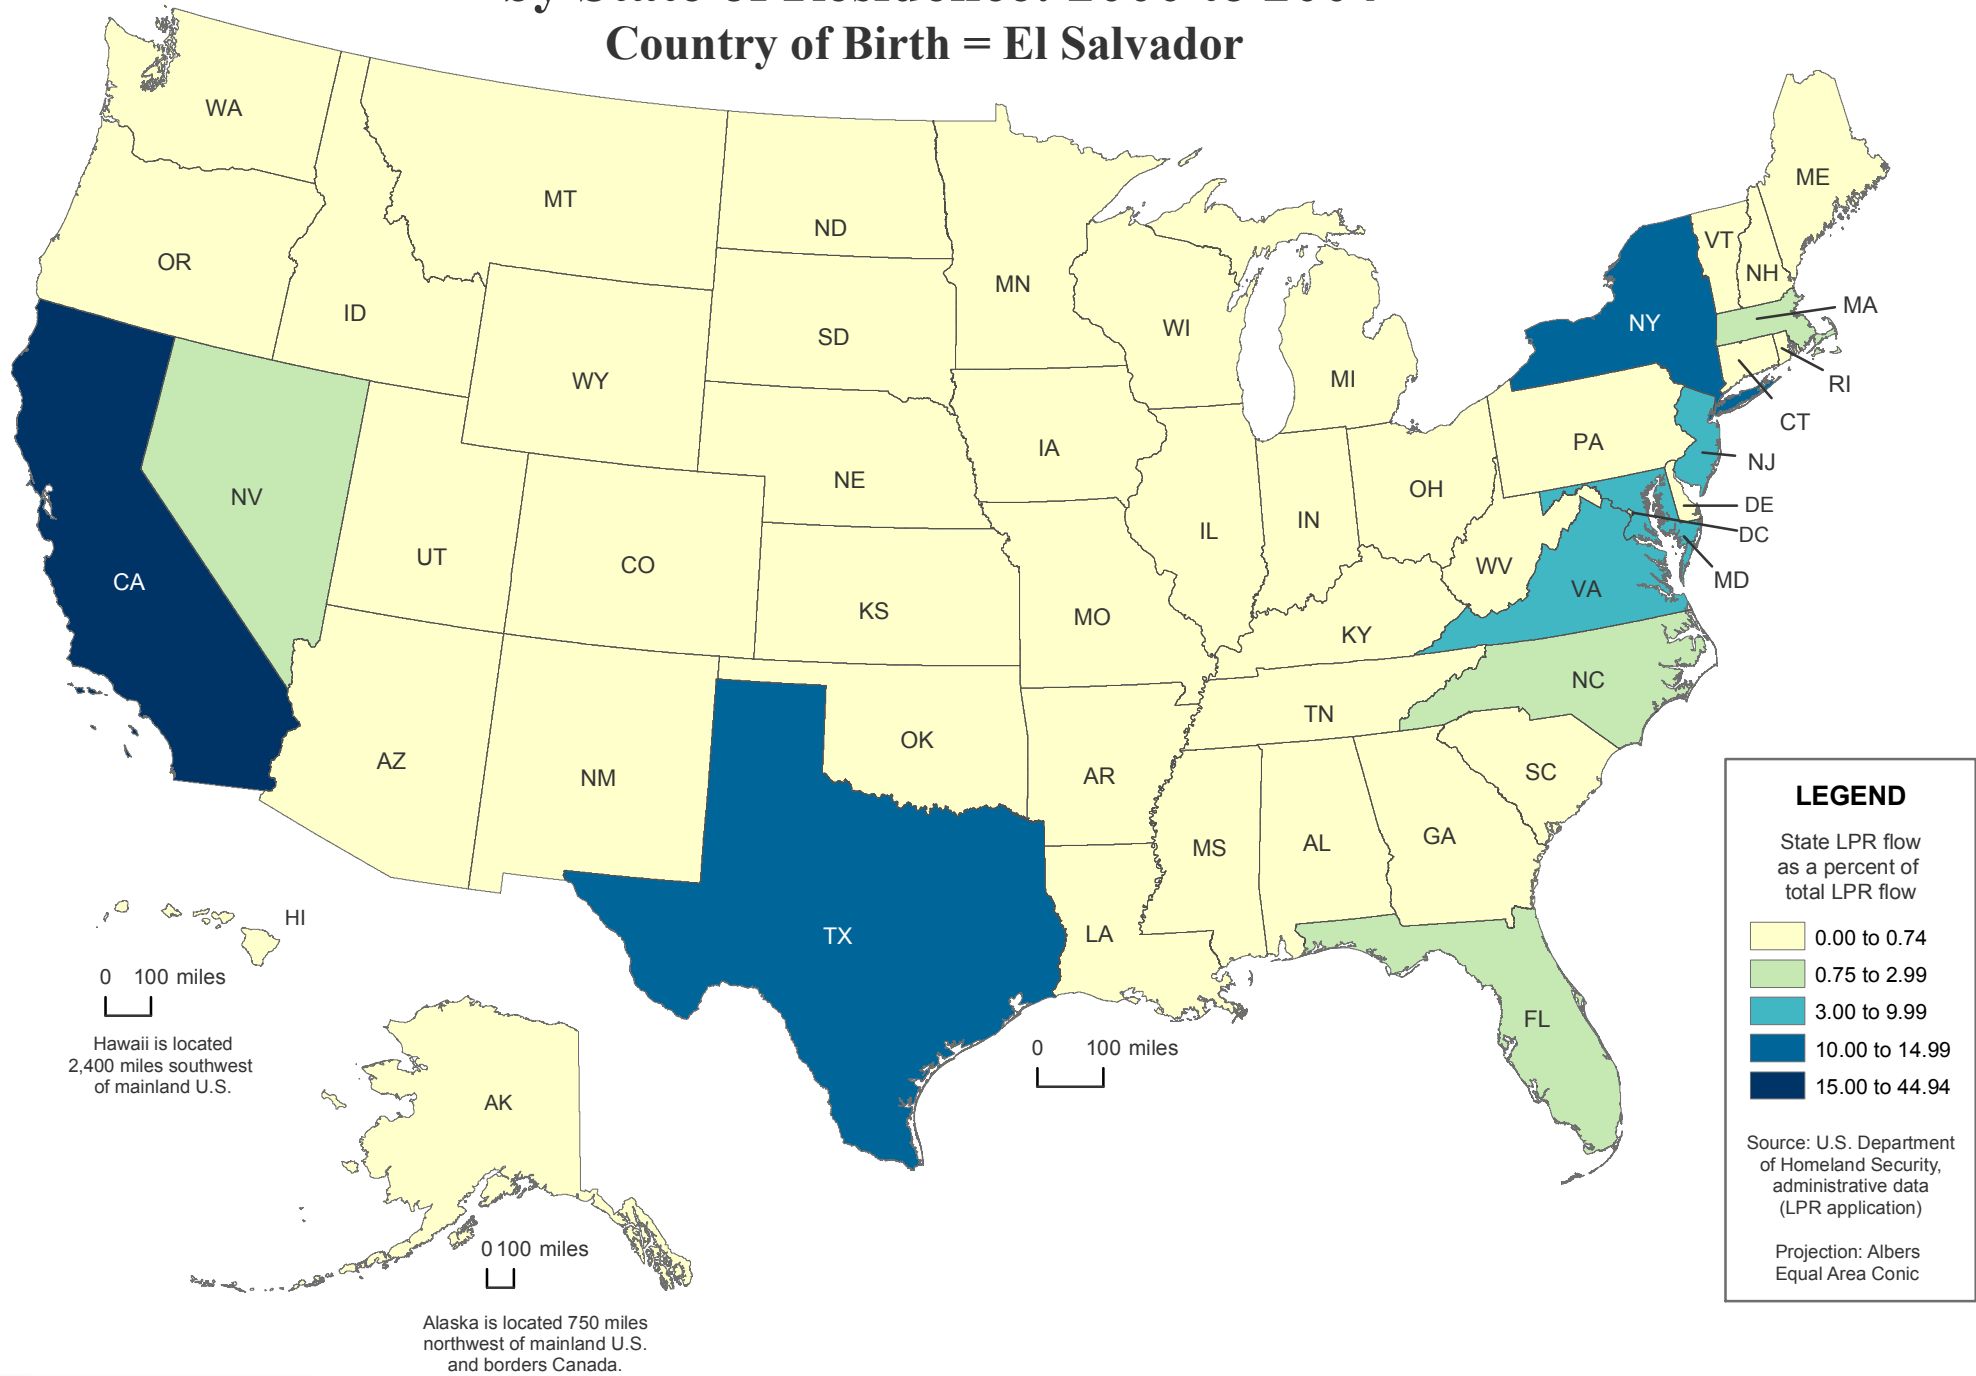 Country of Birth = El Salvador
WA
MT
ND
MN
ME
OR
ID
WY
SD
WI
MI
NY
VT
NH
MA
RI
CT
NJ
DE
DC
MD
NV
UT
CO
NE
IA
IL
IN
OH
PA
CA
KS
MO
KY
WV
VA
AZ
NM
OK
AR
TN
NC
SC
MS
AL
GA
TX
LA
FL
HI
0 100 miles
Hawaii is located
2,400 miles southwest
of mainland U.S.
AK
0 100 miles
Alaska is located 750 miles
northwest of mainland U.S.
and borders Canada.
0 100 miles
LEGEND
State LPR flow
as a percent of
total LPR flow
0.00 to 0.74
0.75 to 2.99
3.00 to 9.99
10.00 to 14.99
15.00 to 44.94
Source: U.S. Department
of Homeland Security,
administrative data
(LPR application)
Projection: Albers
Equal Area Conic